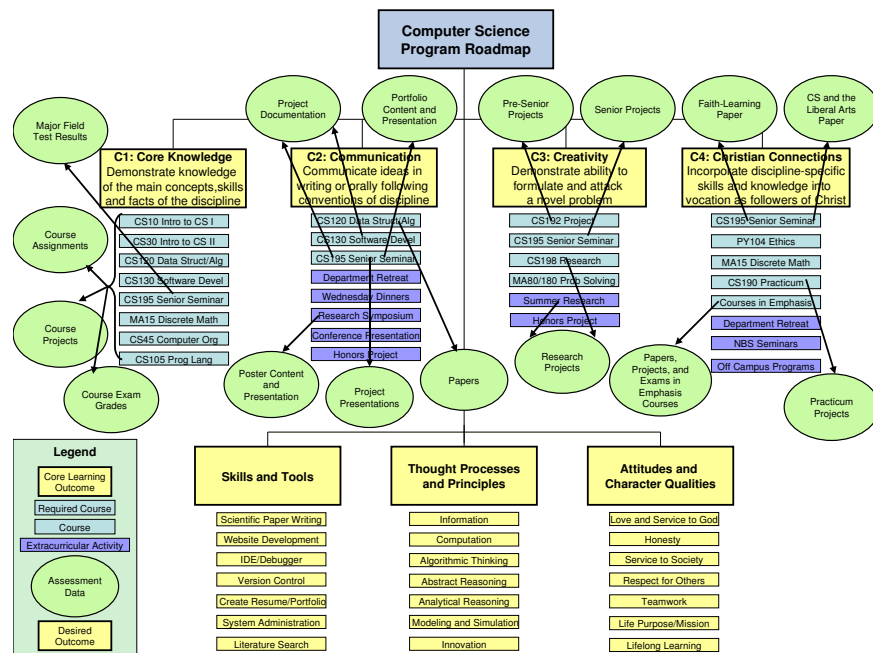 Computer Science
Program Roadmap
Project
Documentation
Portfolio
Content and
Presentation
Pre-Senior
Projects
Senior Projects
Faith-Learning
Paper
CS and the
Liberal Arts
Paper
Major Field
Test Results
C1: Core Knowledge
Demonstrate knowledge
of the main concepts,skills
and facts of the discipline
C2: Communication
Communicate ideas in
writing or orally following
conventions of discipline
C3: Creativity
Demonstrate ability to
formulate and attack
a novel problem
C4: Christian Connections
Incorporate discipline-specific
skills and knowledge into
vocation as followers of Christ
Course
Assignments
Course
Projects
Course Exam
Grades
CS10 Intro to CS I
CS30 Intro to CS II
CS120 Data Struct/Alg
CS130 Software Devel
CS195 Senior Seminar
MA15 Discrete Math
CS45 Computer Org
CS105 Prog Lang
CS120 Data Struct/Alg
CS130 Software Devel
CS195 Senior Seminar
Department Retreat
Wednesday Dinners
Research Symposium
Conference Presentation
Honors Project
CS192 Project
CS195 Senior Seminar
CS198 Research
MA80/180 Prob Solving
Summer Research
Honors Project
CS195 Senior Seminar
PY104 Ethics
MA15 Discrete Math
CS190 Practicum
Courses in Emphasis
Department Retreat
NBS Seminars
Off Campus Programs
Poster Content
and
Presentation
Project
Presentations
Papers
Research
Projects
Papers,
Projects, and
Exams in
Emphasis
Courses
Practicum
Projects
Legend
Core Learning
Outcome
Required Course
Course
Extracurricular Activity
Assessment
Data
Desired
Outcome
Skills and Tools
Scientific Paper Writing
Website Development
IDE/Debugger
Version Control
Create Resume/Portfolio
System Administration
Literature Search
Thought Processes
and Principles
Information
Computation
Algorithmic Thinking
Abstract Reasoning
Analytical Reasoning
Modeling and Simulation
Innovation
Attitudes and
Character Qualities
Love and Service to God
Honesty
Service to Society
Respect for Others
Teamwork
Life Purpose/Mission
Lifelong Learning